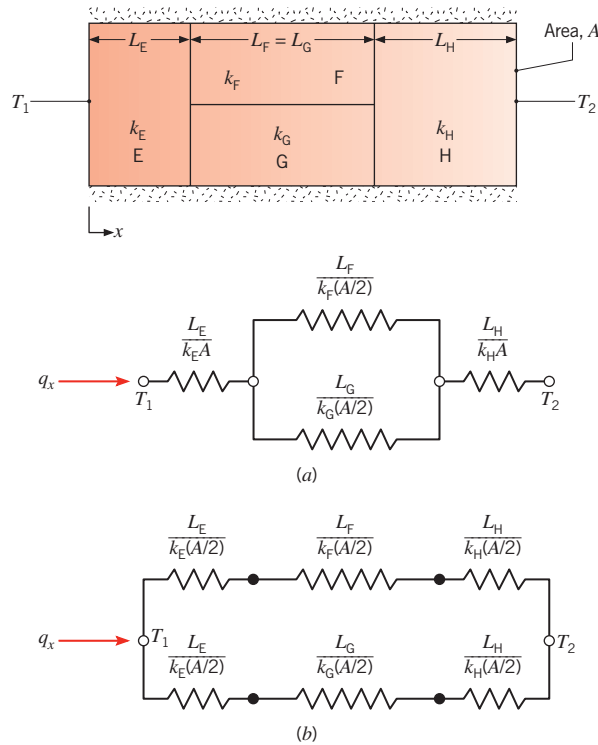 L_E L_F = L_G L_H Area, A
k_F F
T_1 T_2
k_E k_G k_H
E G H
x
L_F
k_F(A/2)
L_E L_H
k_E A k_H A
q_x
T_1 T_2
L_G
k_G(A/2)
(a)
L_E L_F L_H
k_E(A/2) k_F(A/2) k_H(A/2)
q_x T_1 T_2
L_E L_G L_H
k_E(A/2) k_G(A/2) k_H(A/2)
(b)